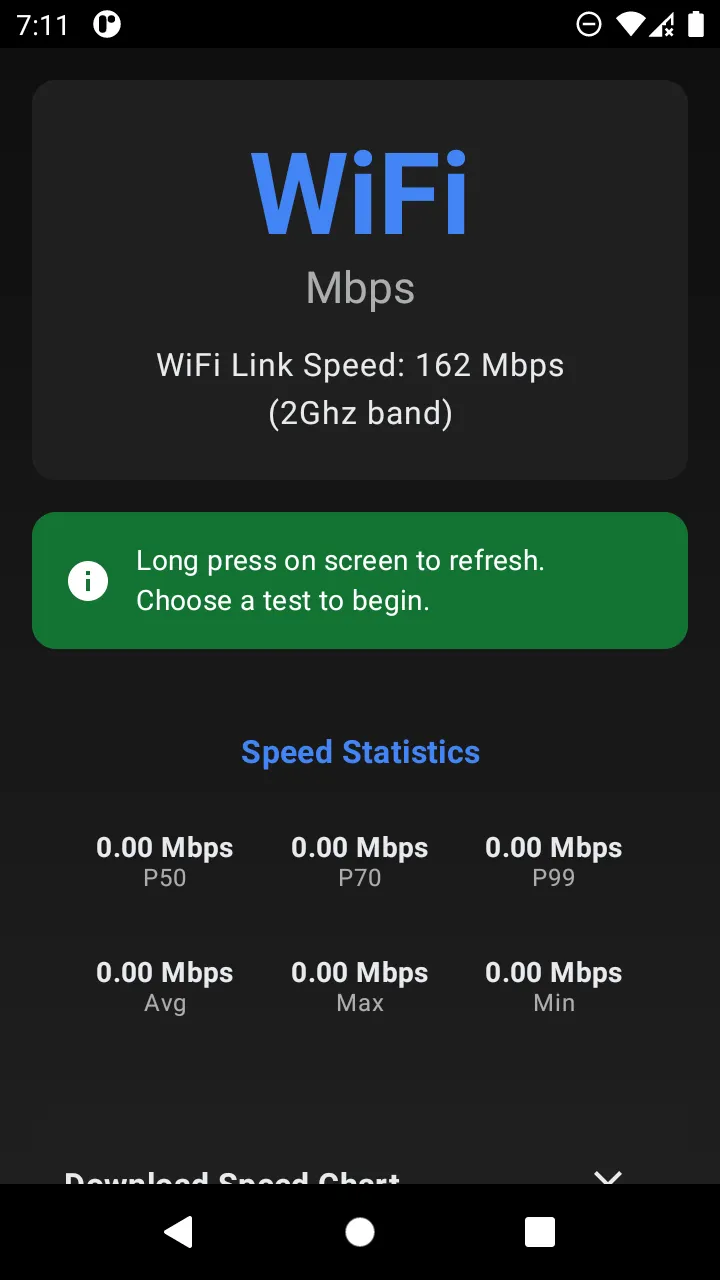 7:11
WiFi
Mbps
WiFi Link Speed: 162 Mbps
(2Ghz band)
Long press on screen to refresh.
Choose a test to begin.
Speed Statistics
0.00 Mbps 0.00 Mbps 0.00 Mbps
P50 P70 P99
0.00 Mbps 0.00 Mbps 0.00 Mbps
Avg Max Min
Download Speed Chart